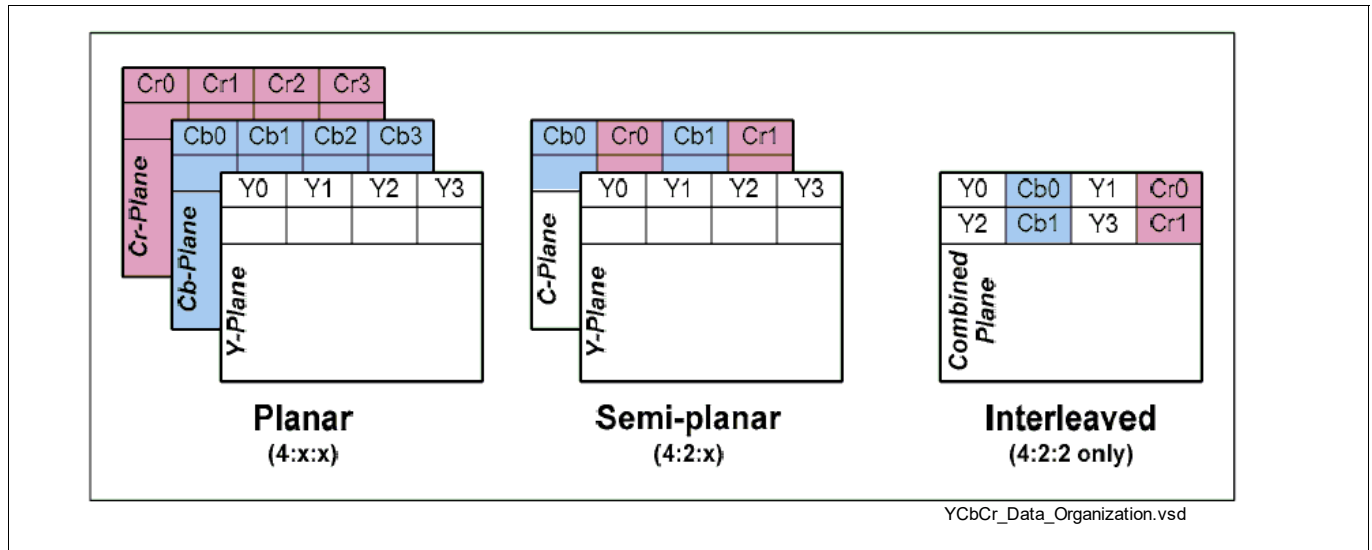 Cr0 Cr1 Cr2 Cr3
Cr-Plane
Cb0 Cb1 Cb2 Cb3
Cb-Plane
Y0 Y1 Y2 Y3
Y-Plane
Planar
(4:x:x)
Cb0 Cr0 Cb1 Cr1
C-Plane
Y0 Y1 Y2 Y3
Y-Plane
Semi-planar
(4:2:x)
Y0 Cb0 Y1 Cr0
Y2 Cb1 Y3 Cr1
Combined
Plane
Interleaved
(4:2:2 only)
YCbCr_Data_Organization.vsd